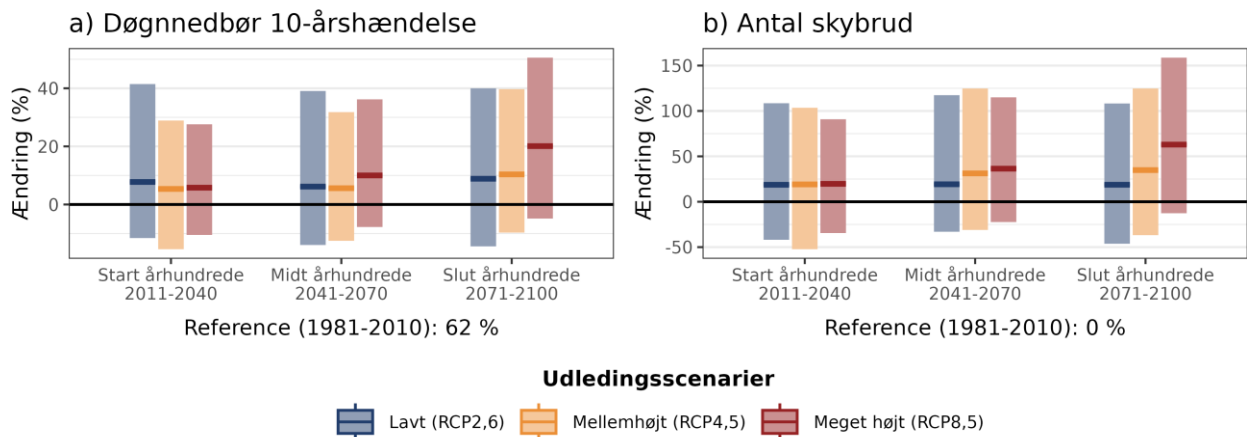 a) Døgnnedbør 10-årshændelse
Ændring (%)
40
20
0
Start århundrede
2011-2040
Midt århundrede
2041-2070
Slut århundrede
2071-2100
Reference (1981-2010): 62 %
b) Antal skybrud
Ændring (%)
150
100
50
0
-50
Start århundrede
2011-2040
Midt århundrede
2041-2070
Slut århundrede
2071-2100
Reference (1981-2010): 0 %
Udledingsscenarier
Lavt (RCP2,6)
Mellemhøjt (RCP4,5)
Meget højt (RCP8,5)